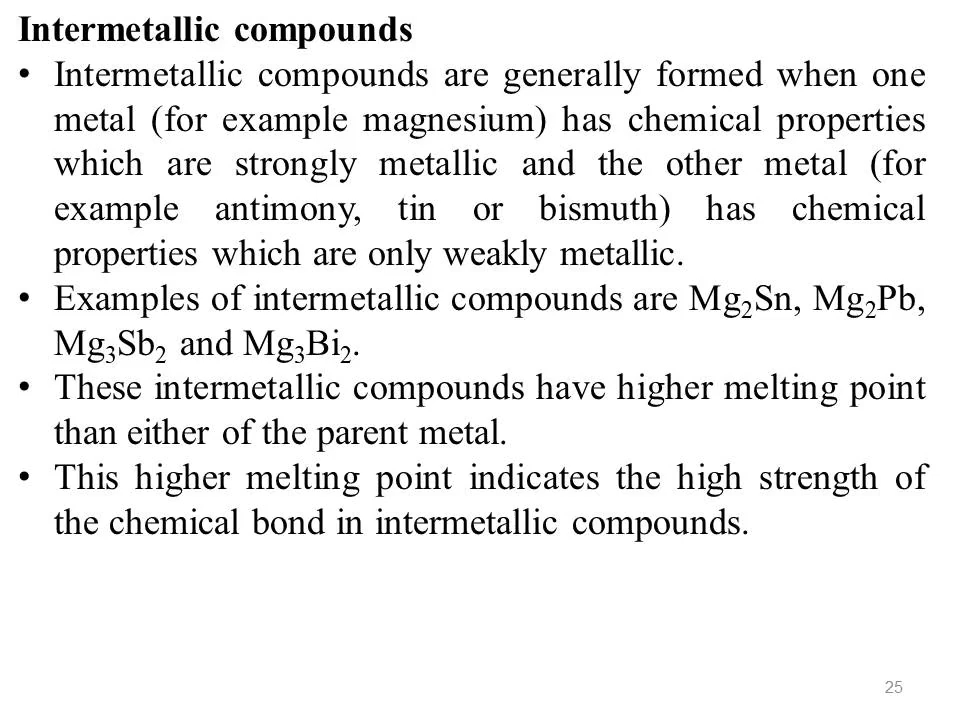 Intermetallic compounds
• Intermetallic compounds are generally formed when one
metal (for example magnesium) has chemical properties
which are strongly metallic and the other metal (for
example antimony, tin or bismuth) has chemical
properties which are only weakly metallic.
• Examples of intermetallic compounds are Mg₂Sn, Mg₂Pb,
Mg₃Sb₂ and Mg₃Bi₂.
• These intermetallic compounds have higher melting point
than either of the parent metal.
• This higher melting point indicates the high strength of
the chemical bond in intermetallic compounds.
25